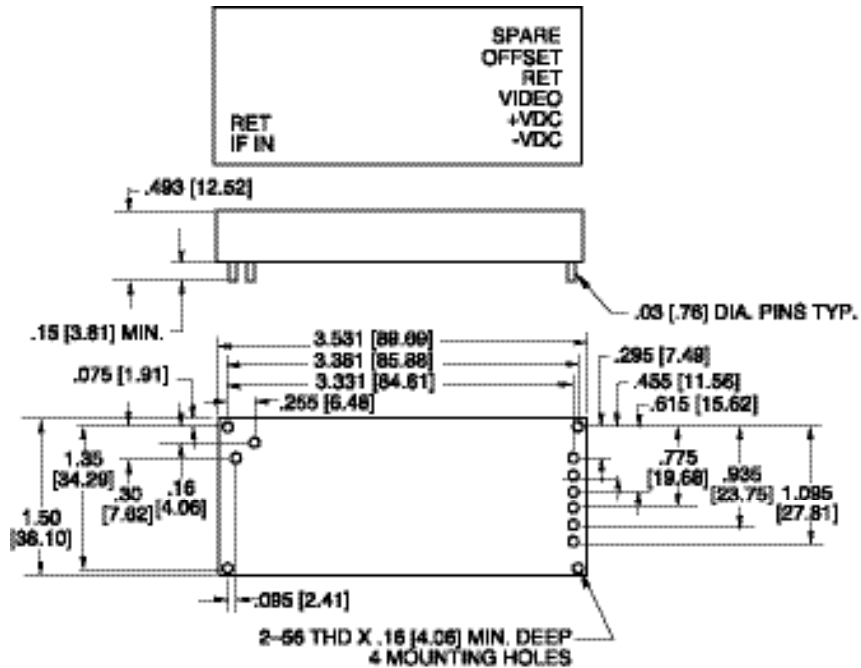 SPARE
OFFSET
RET
VIDEO
+VDC
-VDC
RET
IF IN
.493 [12.52]
.15 [3.81] MIN.
.03 [.76] DIA. PINS TYP.
3.531 [89.69]
3.381 [85.88]
3.331 [84.61]
.075 [1.91]
.255 [6.48]
.295 [7.49]
.455 [11.56]
.615 [15.62]
1.35
[34.29]
.30
[7.62]
.16
[4.06]
1.50
[38.10]
.775
[19.68]
.935
[23.75]
1.095
[27.81]
.095 [2.41]
2-56 THD X .16 [4.06] MIN. DEEP
4 MOUNTING HOLES